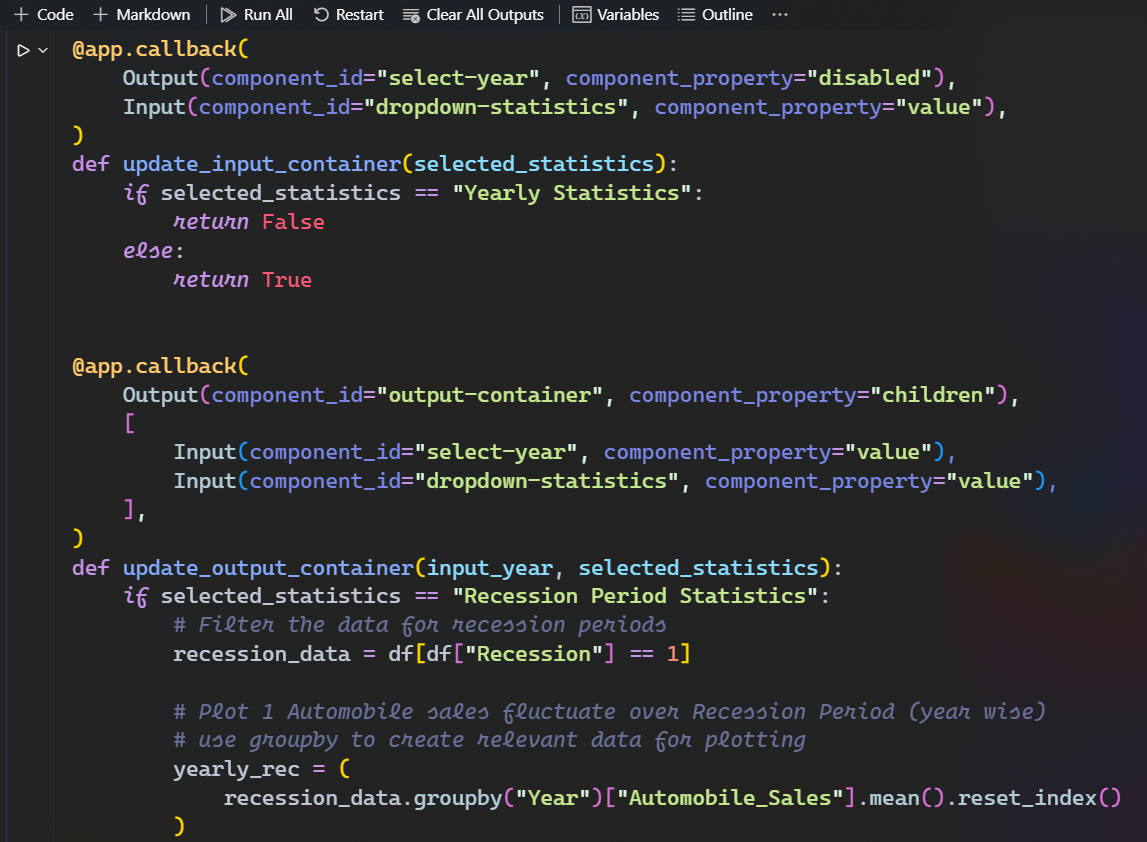 + Code + Markdown Run All Restart Clear All Outputs Variables Outline ...
@app.callback(
    Output(component_id="select-year", component_property="disabled"),
    Input(component_id="dropdown-statistics", component_property="value"),
)
def update_input_container(selected_statistics):
    if selected_statistics == "Yearly Statistics":
        return False
    else:
        return True
@app.callback(
    Output(component_id="output-container", component_property="children"),
    [
        Input(component_id="select-year", component_property="value"),
        Input(component_id="dropdown-statistics", component_property="value"),
    ],
)
def update_output_container(input_year, selected_statistics):
    if selected_statistics == "Recession Period Statistics":
        # Filter the data for recession periods
        recession_data = df[df["Recession"] == 1]
        # Plot 1 Automobile sales fluctuate over Recession Period (year wise)
        # use groupby to create relevant data for plotting
        yearly_rec = (
            recession_data.groupby("Year")["Automobile_Sales"].mean().reset_index()
        )